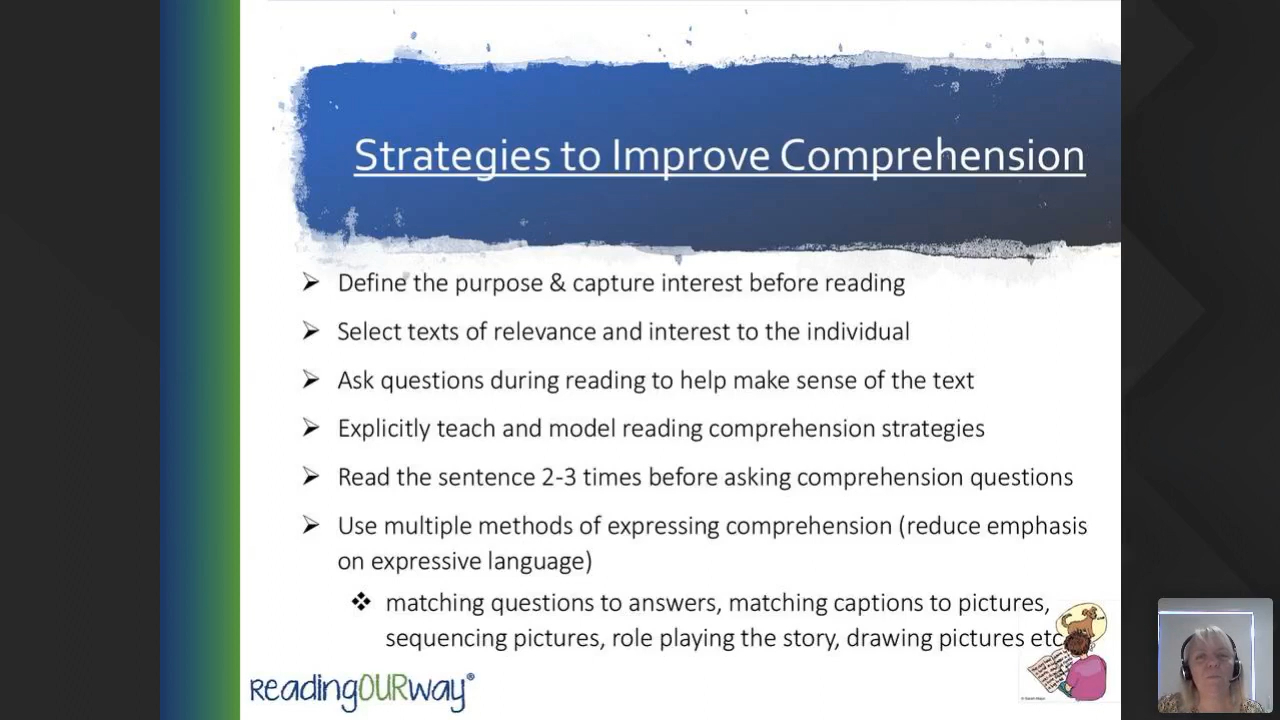 Strategies to Improve Comprehension
Define the purpose & capture interest before reading
Select texts of relevance and interest to the individual
Ask questions during reading to help make sense of the text
Explicitly teach and model reading comprehension strategies
Read the sentence 2-3 times before asking comprehension questions
Use multiple methods of expressing comprehension (reduce emphasis
on expressive language)
matching questions to answers, matching captions to pictures,
sequencing pictures, role playing the story, drawing pictures etc
readingOURway®